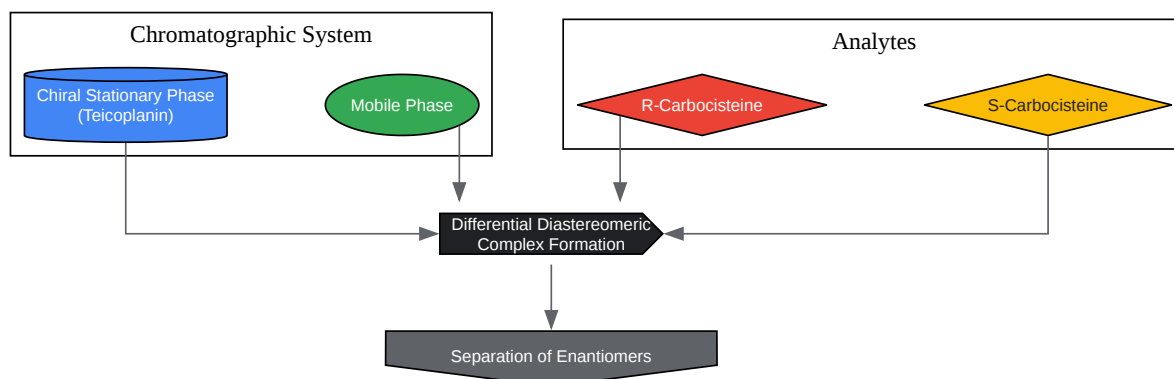 Chromatographic System
Analytes
Chiral Stationary Phase
(Teicoplanin)
Mobile Phase
R-Carbocisteine
S-Carbocisteine
Differential Diastereomeric
Complex Formation
Separation of Enantiomers